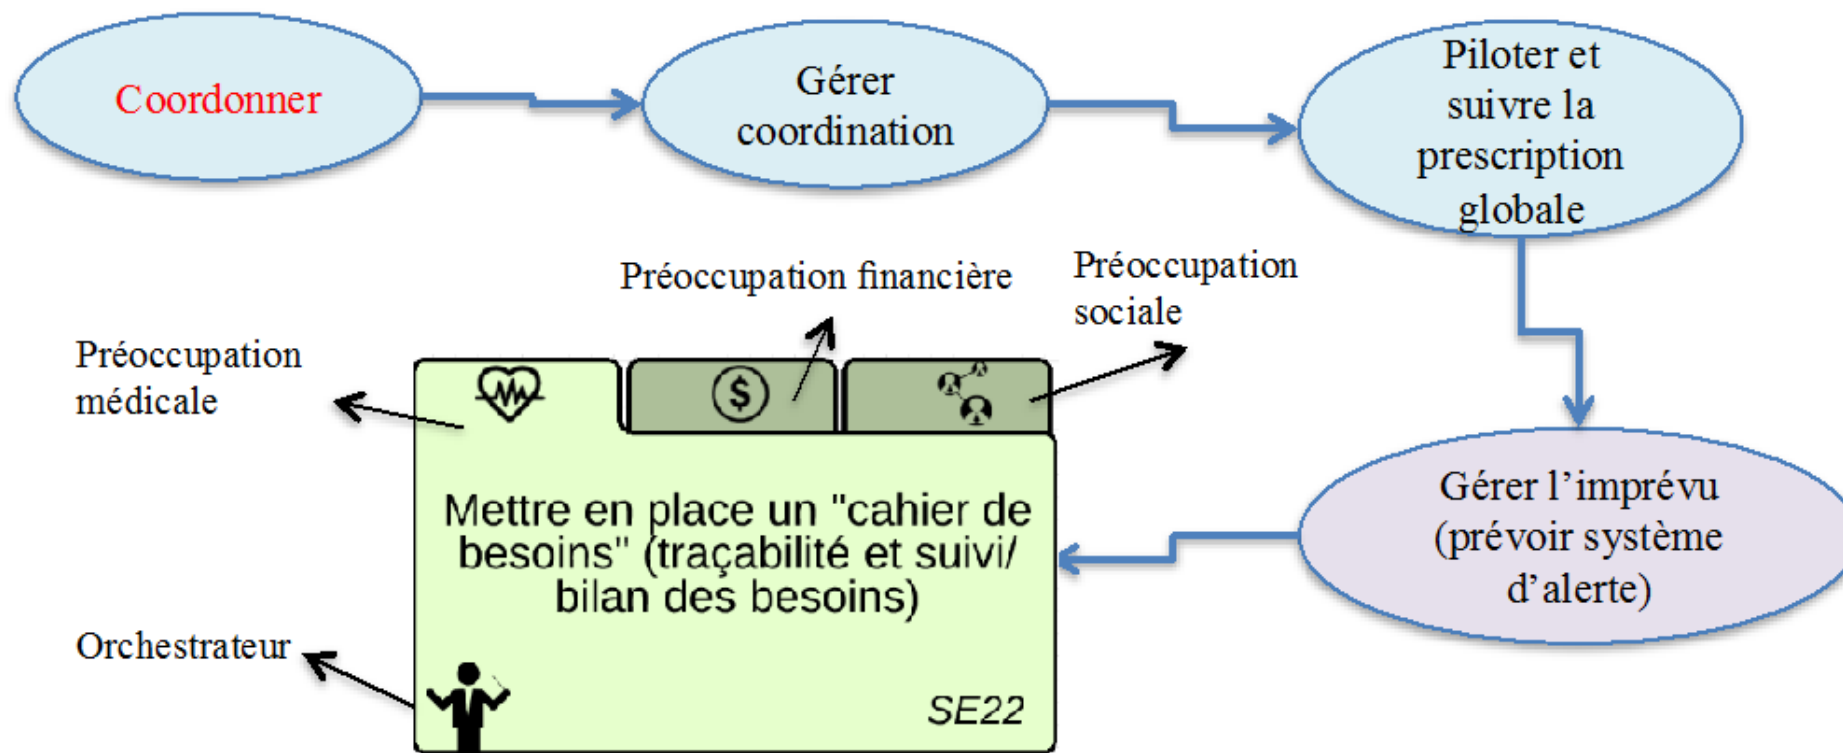 Coordonner
Gérer
coordination
Piloter et
suivre la
prescription
globale
Préoccupation financière
Préoccupation
sociale
Préoccupation
médicale
$
Mettre en place un "cahier de
besoins" (traçabilité et suivi/
bilan des besoins)
Gérer l’imprévu
(prévoir système
d’alerte)
Orchestrateur
SE22